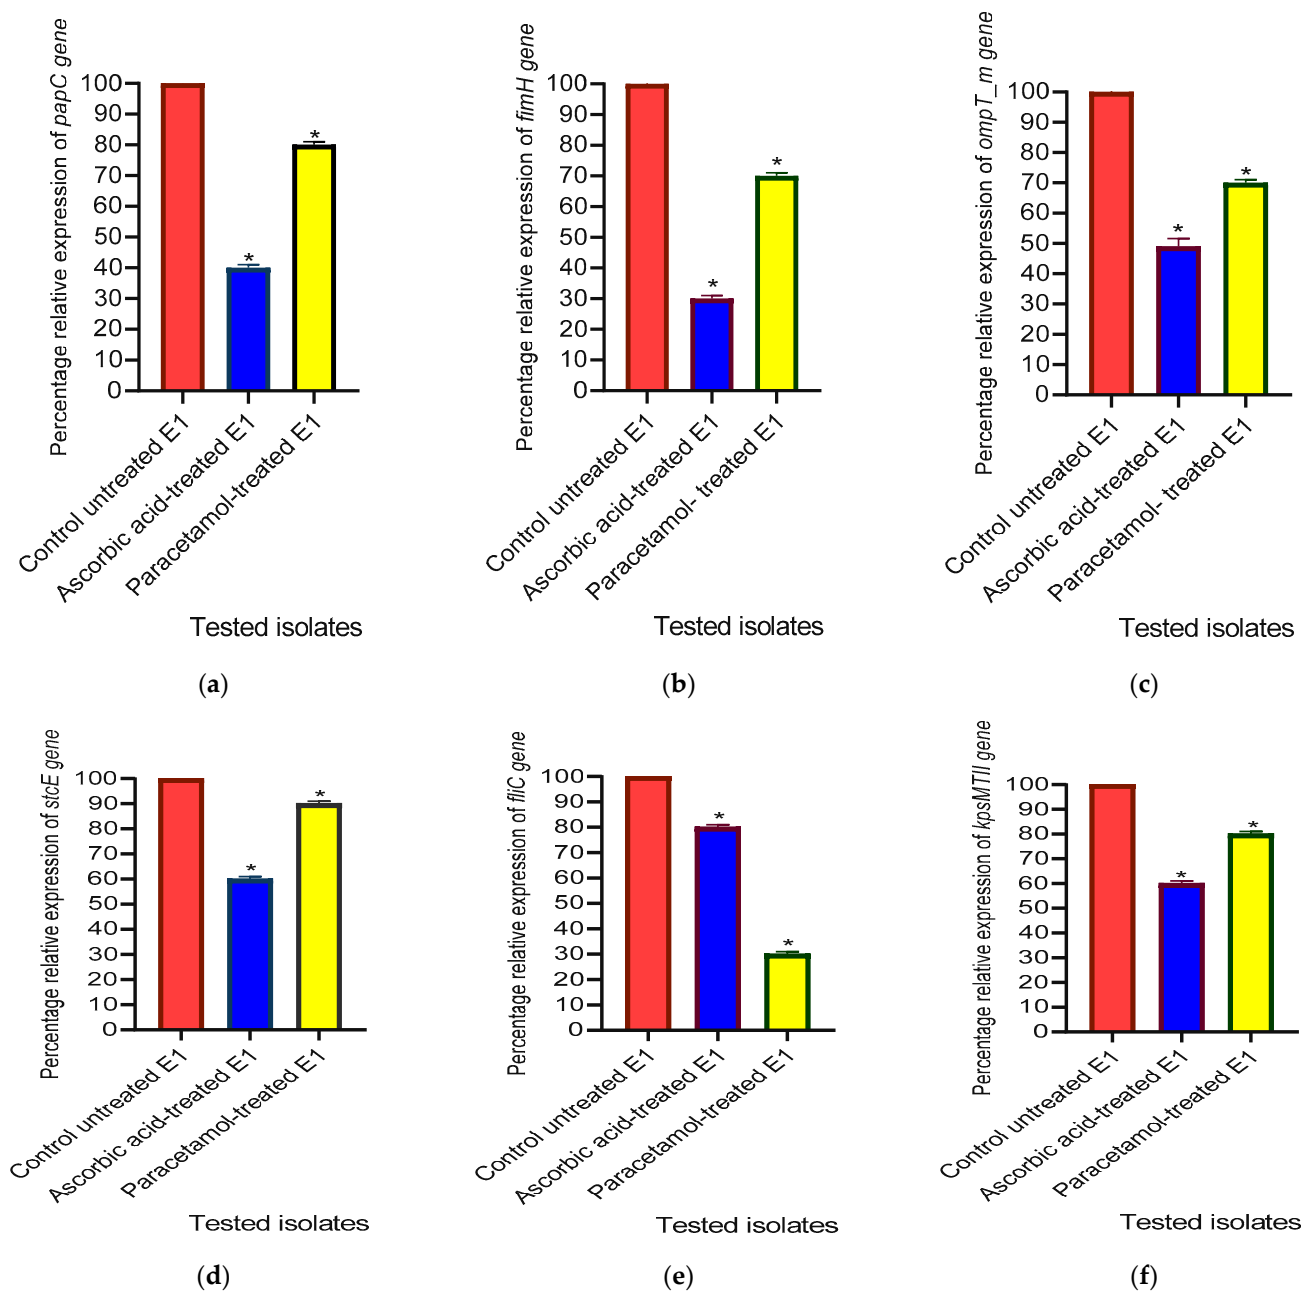 Percentage relative expression of papC gene
100
90
80
70
60
50
40
30
20
10
0
*
*
Control untreated E1
Ascorbic acid-treated E1
Paracetamol-treated E1
Tested isolates
(a)
Percentage relative expression of fimH gene
100
90
80
70
60
50
40
30
20
10
0
*
*
Control untreated E1
Ascorbic acid-treated E1
Paracetamol- treated E1
Tested isolates
(b)
Percentage relative expression of ompT_m gene
100
90
80
70
60
50
40
30
20
10
0
*
*
Control untreated E1
Ascorbic acid-treated E1
Paracetamol- treated E1
Tested isolates
(c)
Percentage relative expression of stcE gene
100
90
80
70
60
50
40
30
20
10
0
*
*
Control untreated E1
Ascorbic acid-treated E1
Paracetamol-treated E1
Tested isolates
(d)
Percentage relative expression of fliC gene
100
90
80
70
60
50
40
30
20
10
0
*
*
Control untreated E1
Ascorbic acid-treated E1
Paracetamol-treated E1
Tested isolates
(e)
Percentage relative expression of kpsMTII gene
100
90
80
70
60
50
40
30
20
10
0
*
*
Control untreated E1
Ascorbic acid-treated E1
Paracetamol-treated E1
Tested isolates
(f)